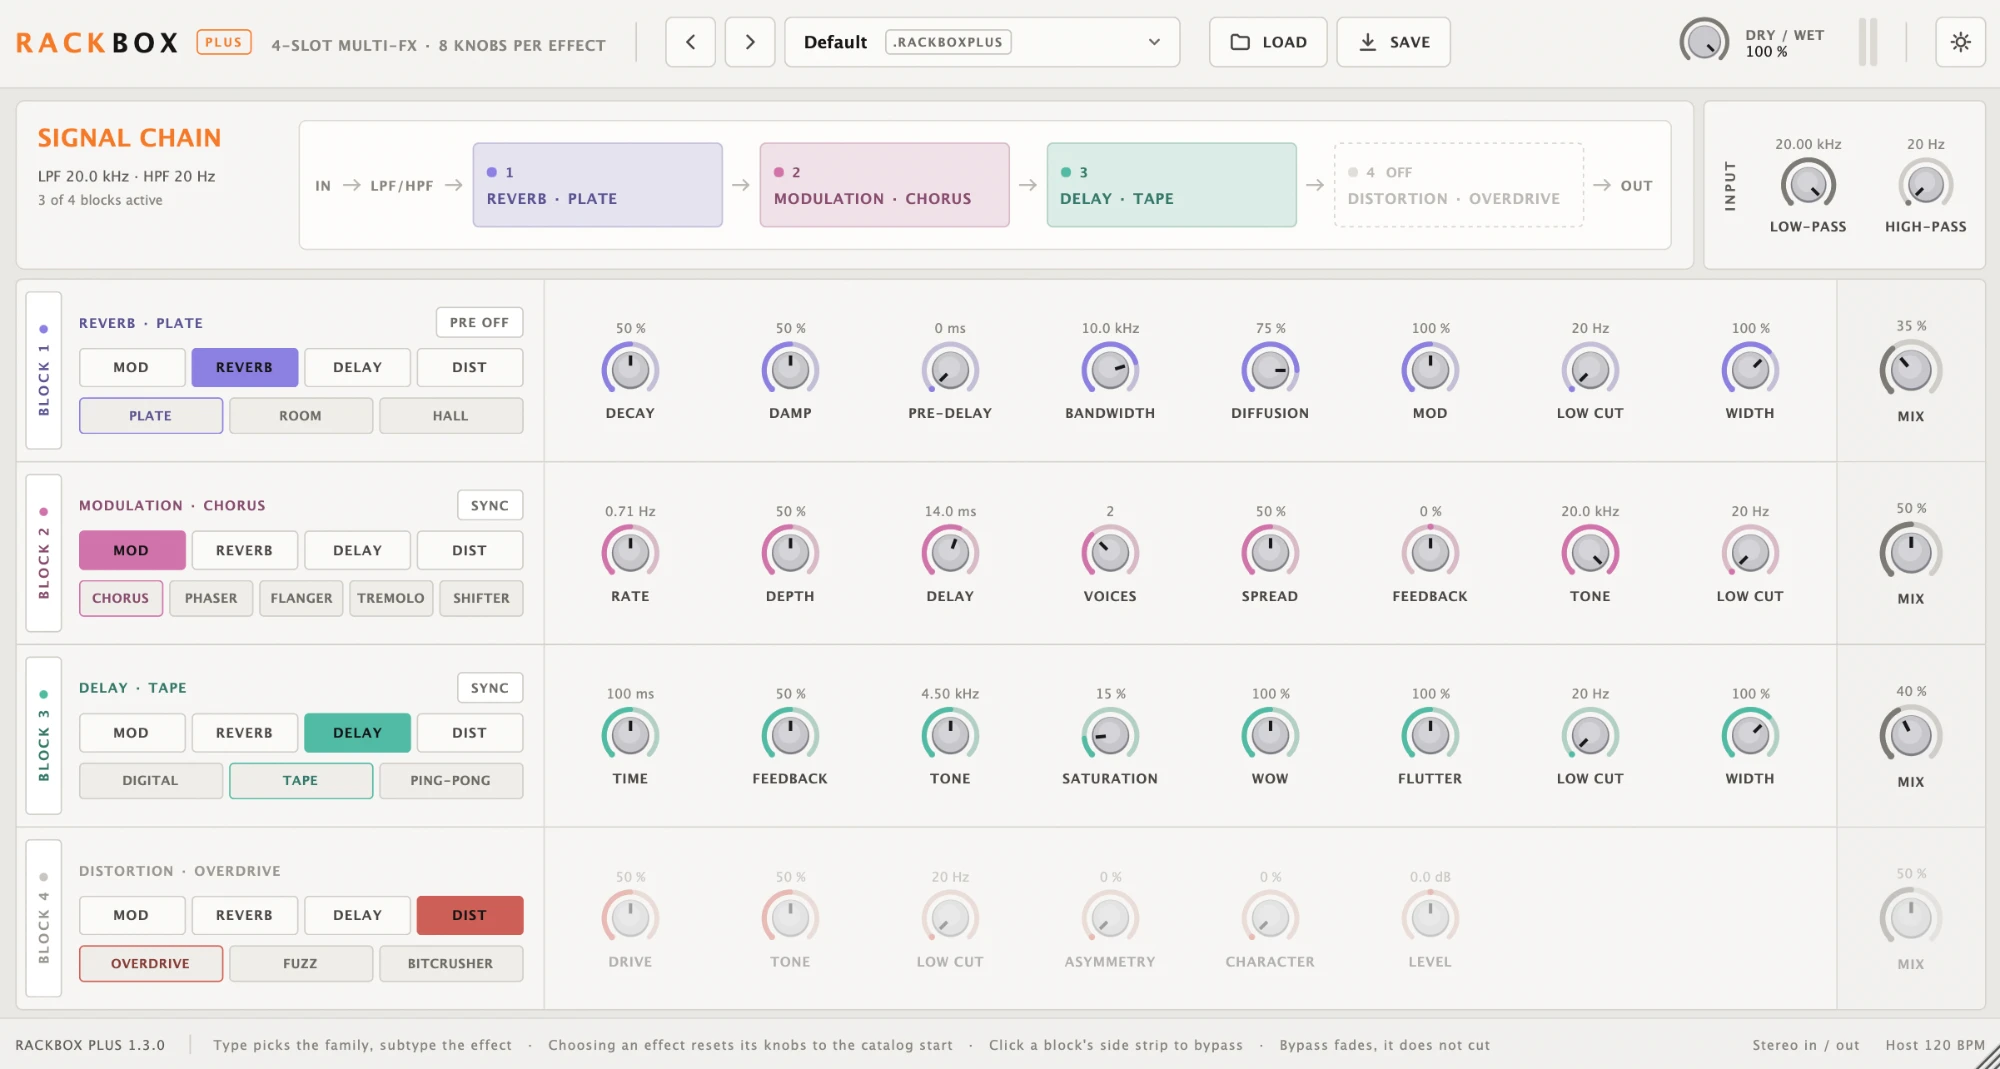 RACKBOX PLUS 4-SLOT MULTI-FX · 8 KNOBS PER EFFECT
Default .RACKBOXPLUS
LOAD
SAVE
DRY / WET
100 %
SIGNAL CHAIN
LPF 20.0 kHz · HPF 20 Hz
3 of 4 blocks active
IN → LPF/HPF →
1
REVERB · PLATE
→
2
MODULATION · CHORUS
→
3
DELAY · TAPE
→
4 OFF
DISTORTION · OVERDRIVE
→ OUT
INPUT
20.00 kHz
LOW-PASS
20 Hz
HIGH-PASS
BLOCK 1
REVERB · PLATE
PRE OFF
MOD REVERB DELAY DIST
PLATE ROOM HALL
50 % 50 % 0 ms 10.0 kHz 75 % 100 % 20 Hz 100 % 35 %
DECAY DAMP PRE-DELAY BANDWIDTH DIFFUSION MOD LOW CUT WIDTH MIX
BLOCK 2
MODULATION · CHORUS
SYNC
MOD REVERB DELAY DIST
CHORUS PHASER FLANGER TREMOLO SHIFTER
0.71 Hz 50 % 14.0 ms 2 50 % 0 % 20.0 kHz 20 Hz 50 %
RATE DEPTH DELAY VOICES SPREAD FEEDBACK TONE LOW CUT MIX
BLOCK 3
DELAY · TAPE
SYNC
MOD REVERB DELAY DIST
DIGITAL TAPE PING-PONG
100 ms 50 % 4.50 kHz 15 % 100 % 100 % 20 Hz 100 % 40 %
TIME FEEDBACK TONE SATURATION WOW FLUTTER LOW CUT WIDTH MIX
BLOCK 4
DISTORTION · OVERDRIVE
MOD REVERB DELAY DIST
OVERDRIVE FUZZ BITCRUSHER
50 % 50 % 20 Hz 0 % 0 % 0.0 dB 50 %
DRIVE TONE LOW CUT ASYMMETRY CHARACTER LEVEL MIX
RACKBOX PLUS 1.3.0 Type picks the family, subtype the effect · Choosing an effect resets its knobs to the catalog start · Click a block's side strip to bypass · Bypass fades, it does not cut Stereo in / out Host 120 BPM